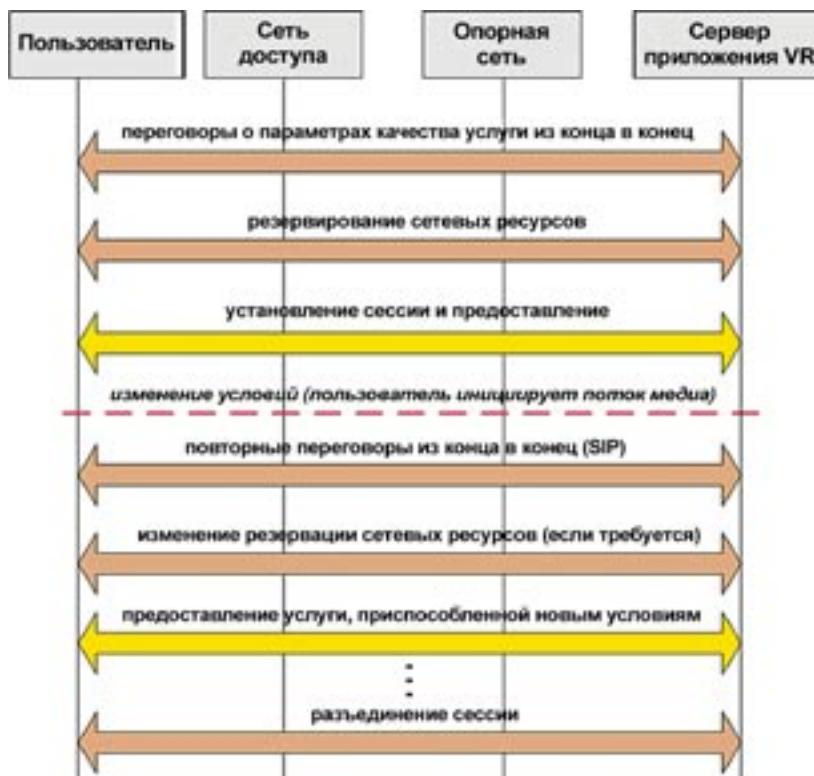 Пользователь
Сеть
доступа
Опорная
сеть
Сервер
приложения VR
переговоры о параметрах качества услуги из конца в конец
резервирование сетевых ресурсов
установление сессии и предоставление
изменение условий (пользователь инициирует поток медиа)
повторные переговоры из конца в конец (SIP)
изменение резервации сетевых ресурсов (если требуется)
предоставление услуги, приспособленной новым условиям
разъединение сессии